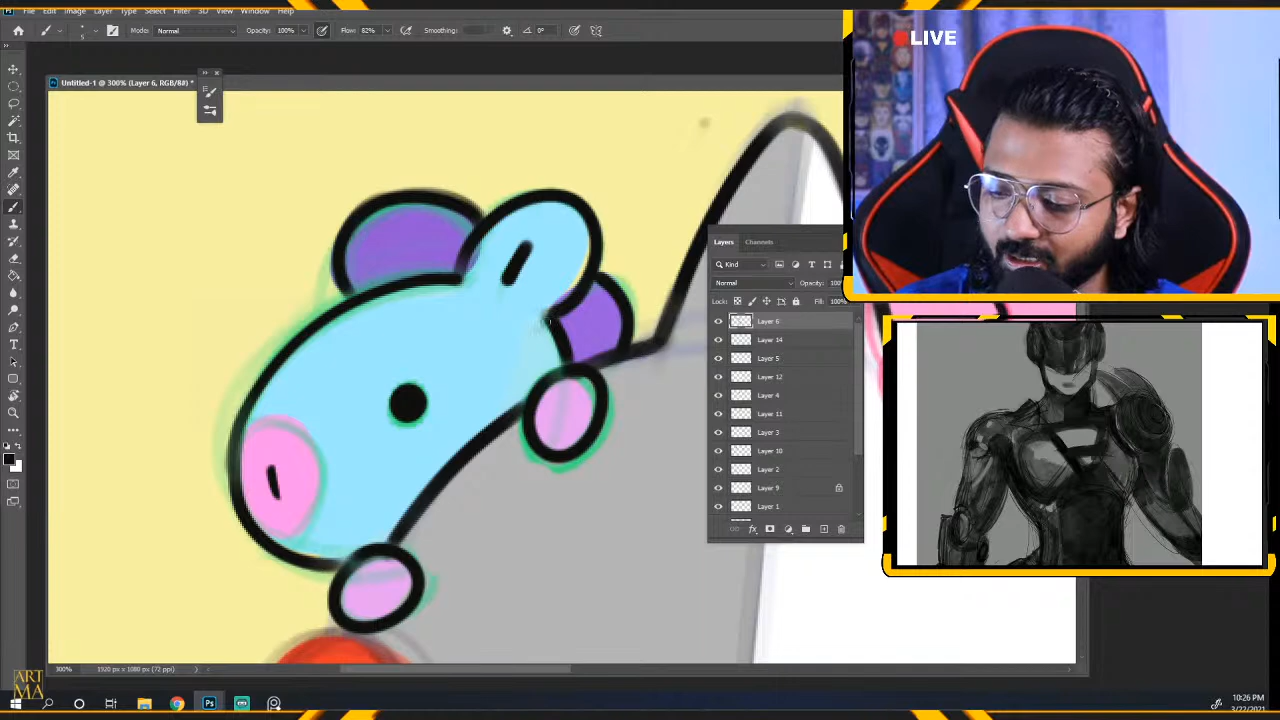 File Edit Image Layer Type Select Filter 3D View Window Help
Mode: Normal Opacity: 100% Flow: 82% Smoothing: 0°
LIVE
Untitled-1 @ 300% (Layer 6, RGB/8#) *
Layers Channels
Kind
Normal Opacity: 100%
Lock: Fill: 100%
Layer 6
Layer 14
Layer 5
Layer 12
Layer 4
Layer 11
Layer 3
Layer 10
Layer 2
Layer 9
Layer 1
300% 1920 px × 1080 px (72 ppi)
ART
MA
Ps
10:26 PM
3/22/2021